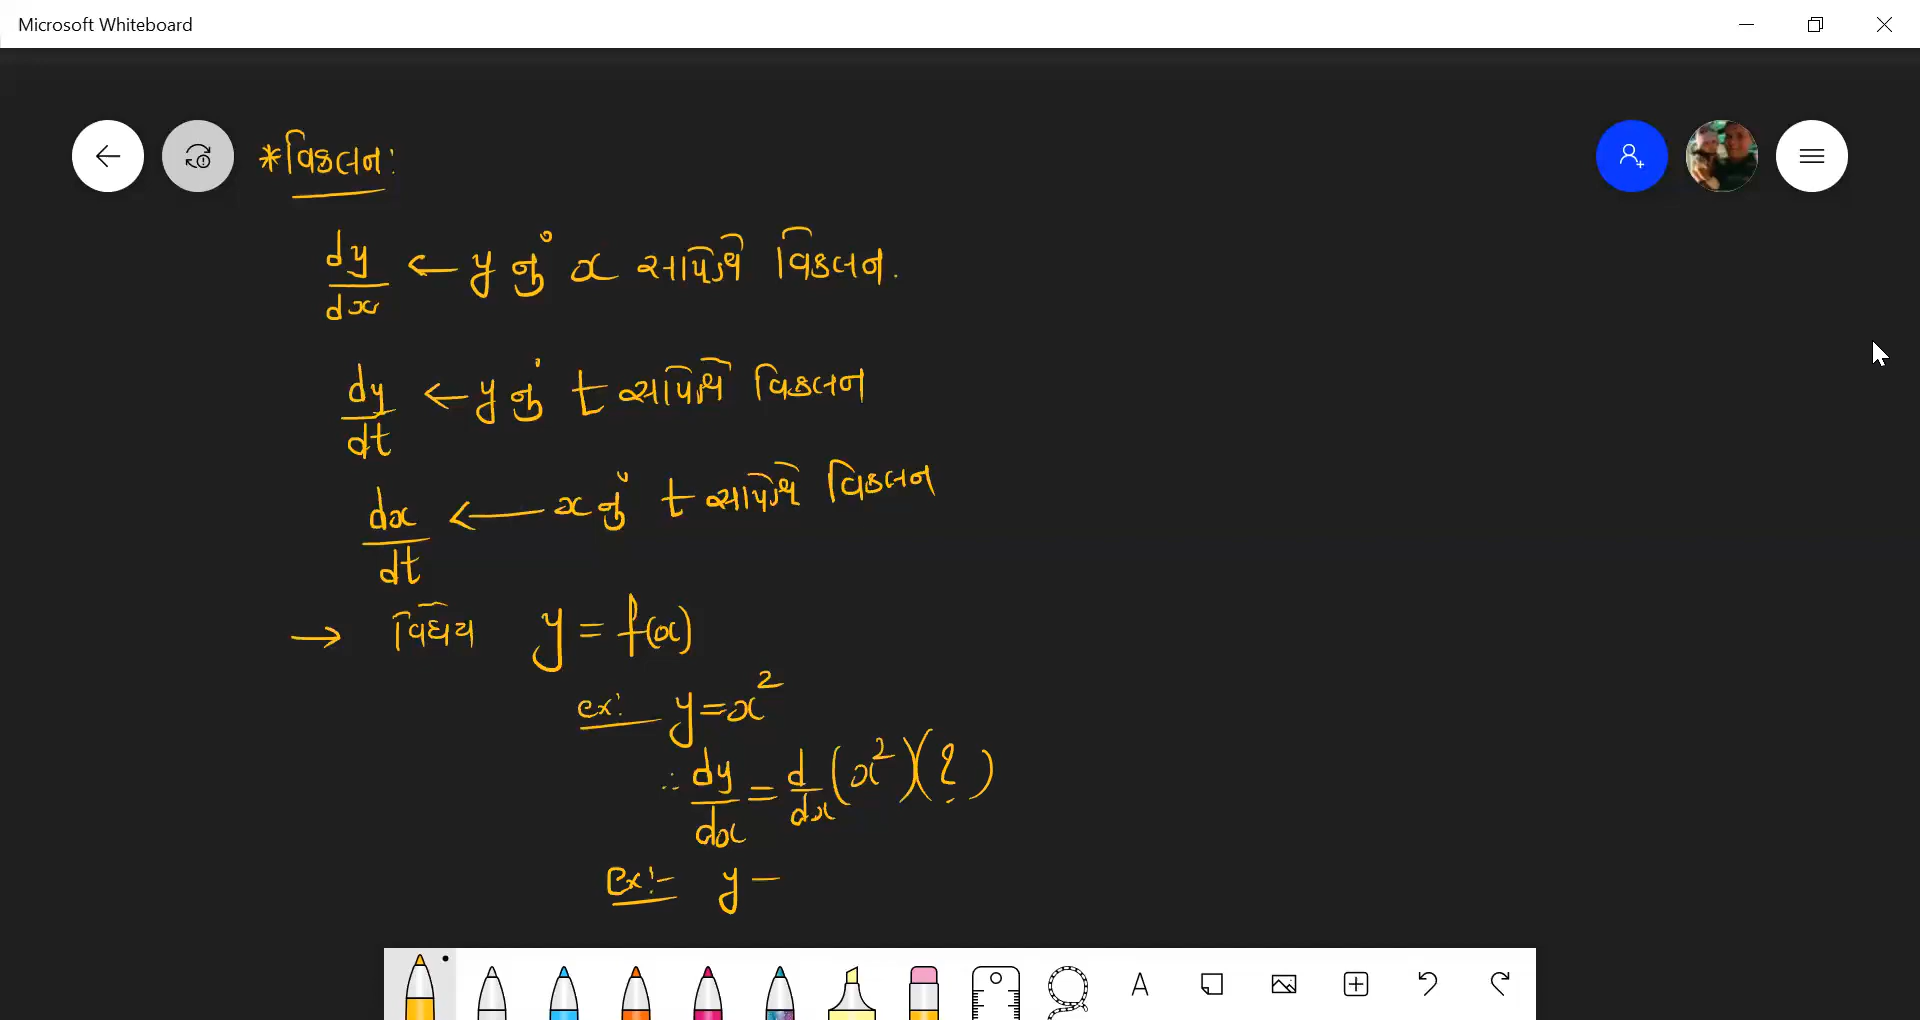 Microsoft Whiteboard
*વિકલન:
dy/dx ← y નું x સાપેક્ષે વિકલન.
dy/dt ← y નું t સાપેક્ષે વિકલન
dx/dt ← x નું t સાપેક્ષે વિકલન
→ વિધેય y = f(x)
ex: y = x²
∴ dy/dx = d/dx (x²) (?)
Ex:- y –
A